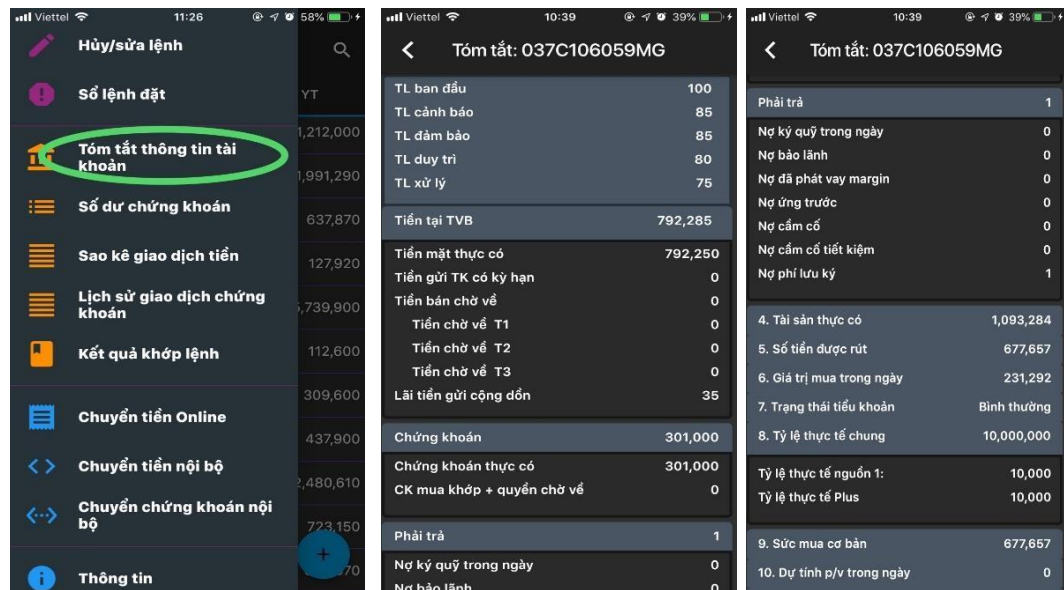 Viettel 11:26 58%
Hủy/sửa lệnh
Sổ lệnh đặt
YT
Tóm tắt thông tin tài
khoản
1,212,000
1,991,290
Số dư chứng khoán
637,870
Sao kê giao dịch tiền
127,920
Lịch sử giao dịch chứng
khoán
5,739,900
Kết quả khớp lệnh
112,600
309,600
Chuyển tiền Online
437,900
Chuyển tiền nội bộ
2,480,610
Chuyển chứng khoán nội
bộ
723,150
+
Thông tin
70
Viettel 10:39 39%
Tóm tắt: 037C106059MG
TL ban đầu 100
TL cảnh báo 85
TL đảm bảo 85
TL duy trì 80
TL xử lý 75
Tiền tại TVB 792,285
Tiền mặt thực có 792,250
Tiền gửi TK có kỳ hạn 0
Tiền bán chờ về 0
Tiền chờ về T1 0
Tiền chờ về T2 0
Tiền chờ về T3 0
Lãi tiền gửi cộng dồn 35
Chứng khoán 301,000
Chứng khoán thực có 301,000
CK mua khớp + quyền chờ về 0
Phải trả 1
Nợ ký quỹ trong ngày 0
Nợ bảo lãnh 0
Viettel 10:39 39%
Tóm tắt: 037C106059MG
Phải trả 1
Nợ ký quỹ trong ngày 0
Nợ bảo lãnh 0
Nợ đã phát vay margin 0
Nợ ứng trước 0
Nợ cầm cố 0
Nợ cầm cố tiết kiệm 0
Nợ phí lưu ký 1
4. Tài sản thực có 1,093,284
5. Số tiền được rút 677,657
6. Giá trị mua trong ngày 231,292
7. Trạng thái tiểu khoản Bình thường
8. Tỷ lệ thực tế chung 10,000,000
Tỷ lệ thực tế nguồn 1: 10,000
Tỷ lệ thực tế Plus 10,000
9. Sức mua cơ bản 677,657
10. Dự tính p/v trong ngày 0